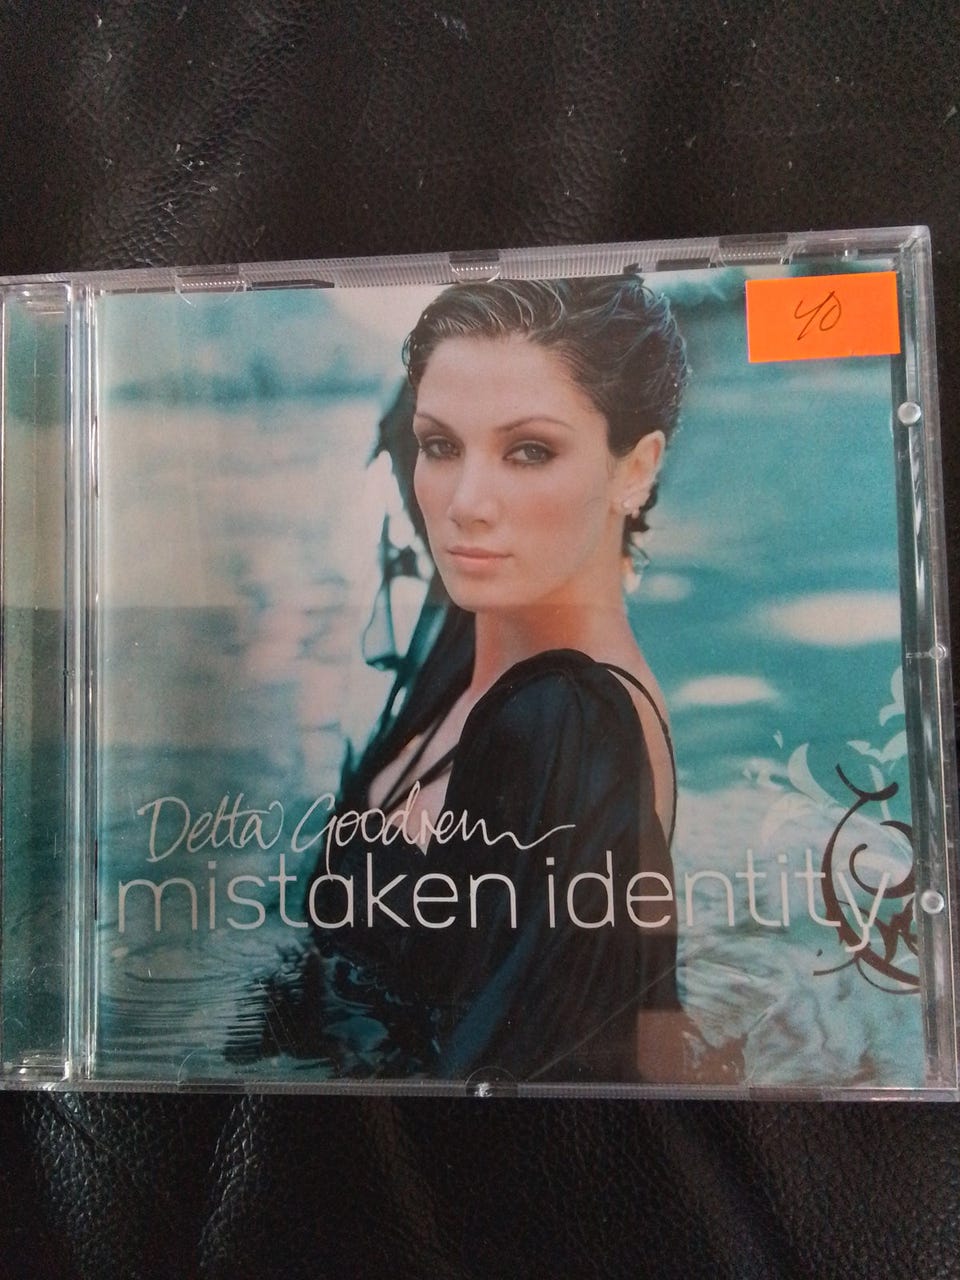 40
Delta Goodrem
mistaken identity